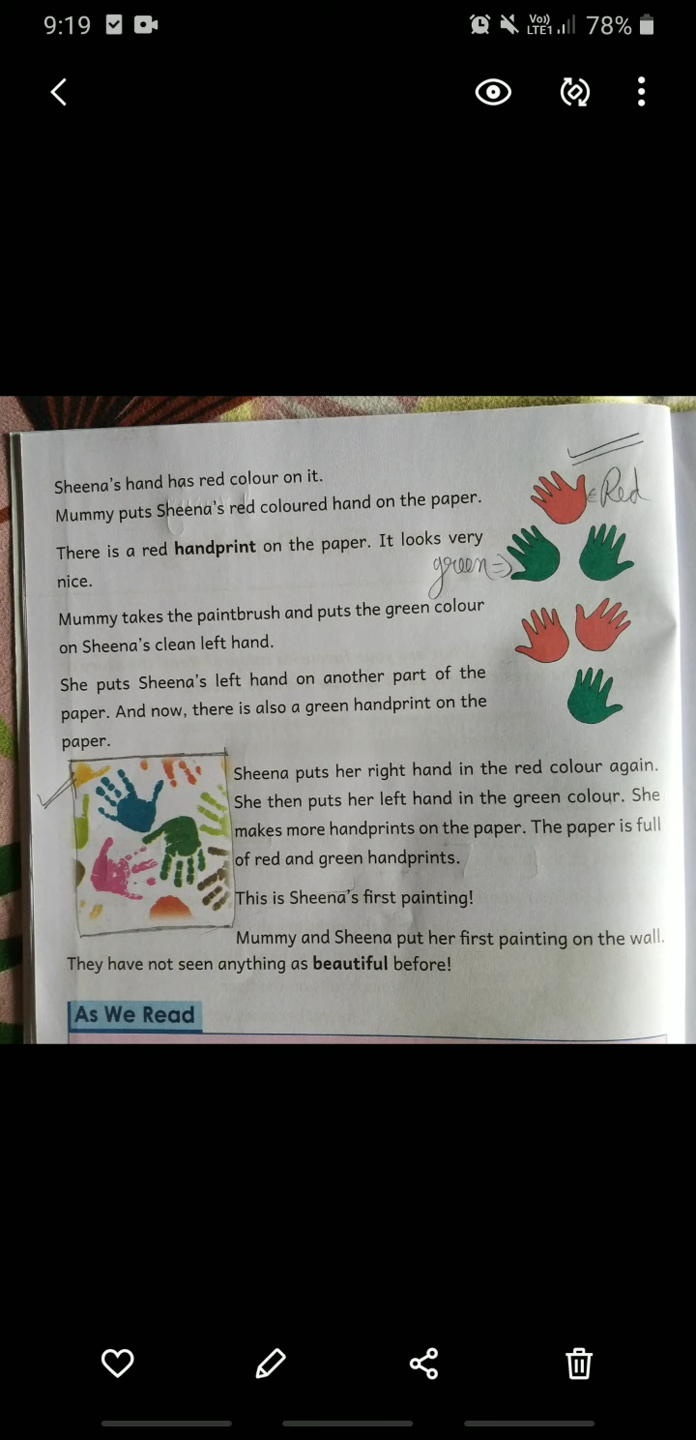 9:19
Vo))
LTE1
78%
Sheena's hand has red colour on it.
Mummy puts Sheena's red coloured hand on the paper.
Red
There is a red handprint on the paper. It looks very
nice.
green⇒
Mummy takes the paintbrush and puts the green colour
on Sheena's clean left hand.
She puts Sheena's left hand on another part of the
paper. And now, there is also a green handprint on the
paper.
Sheena puts her right hand in the red colour again.
She then puts her left hand in the green colour. She
makes more handprints on the paper. The paper is full
of red and green handprints.
This is Sheena's first painting!
Mummy and Sheena put her first painting on the wall.
They have not seen anything as beautiful before!
As We Read